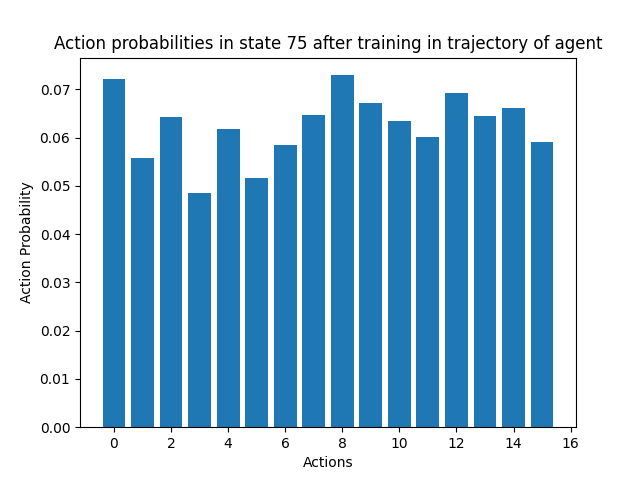 Action probabilities in state 75 after training in trajectory of agent
0.07
0.06
0.05
0.04
0.03
0.02
0.01
0.00
Action Probability
0 2 4 6 8 10 12 14 16
Actions